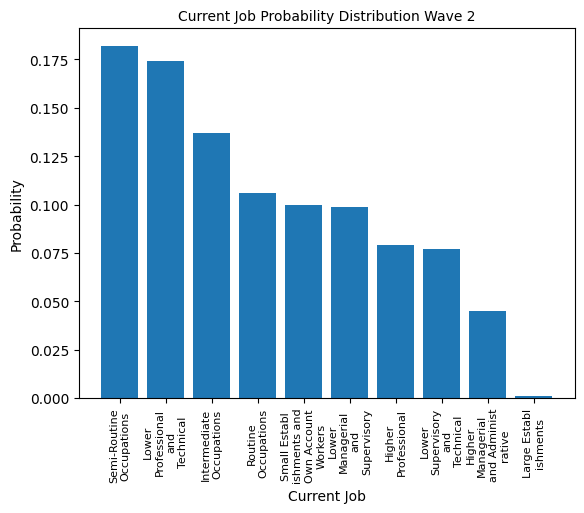 Current Job Probability Distribution Wave 2
Probability
0.175
0.150
0.125
0.100
0.075
0.050
0.025
0.000
Semi-Routine
Occupations
Lower
Professional
and
Technical
Intermediate
Occupations
Routine
Occupations
Small Establ
ishments and
Own Account
Workers
Lower
Managerial
and
Supervisory
Higher
Professional
Lower
Supervisory
and
Technical
Higher
Managerial
and Administ
rative
Large Establ
ishments
Current Job